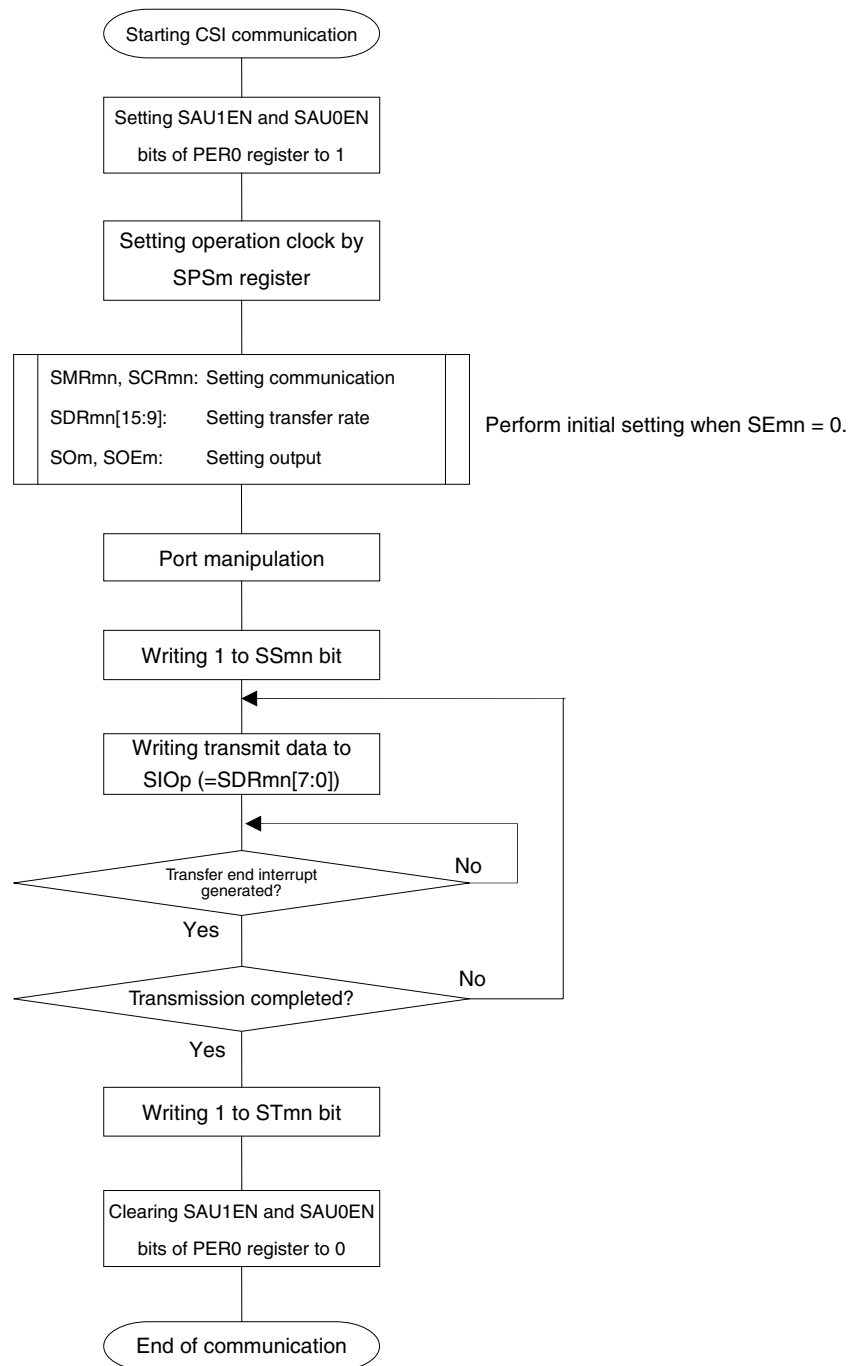 Starting CSI communication
Setting SAU1EN and SAU0EN
bits of PER0 register to 1
Setting operation clock by
SPSm register
SMRmn, SCRmn: Setting communication
SDRmn[15:9]: Setting transfer rate
SOm, SOEm: Setting output
Perform initial setting when SEmn = 0.
Port manipulation
Writing 1 to SSmn bit
Writing transmit data to
SIOp (=SDRmn[7:0])
Transfer end interrupt
generated?
No
Yes
Transmission completed?
No
Yes
Writing 1 to STmn bit
Clearing SAU1EN and SAU0EN
bits of PER0 register to 0
End of communication